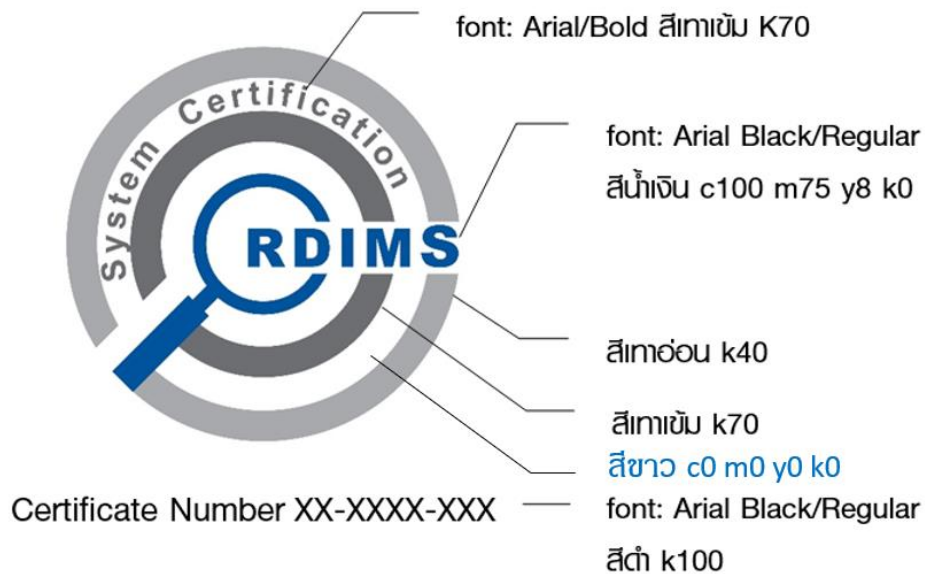 font: Arial/Bold สีเทาเข้ม K70
System Certification
font: Arial Black/Regular
สีน้ำเงิน c100 m75 y8 k0
RDIMS
สีเทาอ่อน k40
สีเทาเข้ม k70
สีขาว c0 m0 y0 k0
Certificate Number XX-XXXX-XXX
font: Arial Black/Regular
สีดำ k100